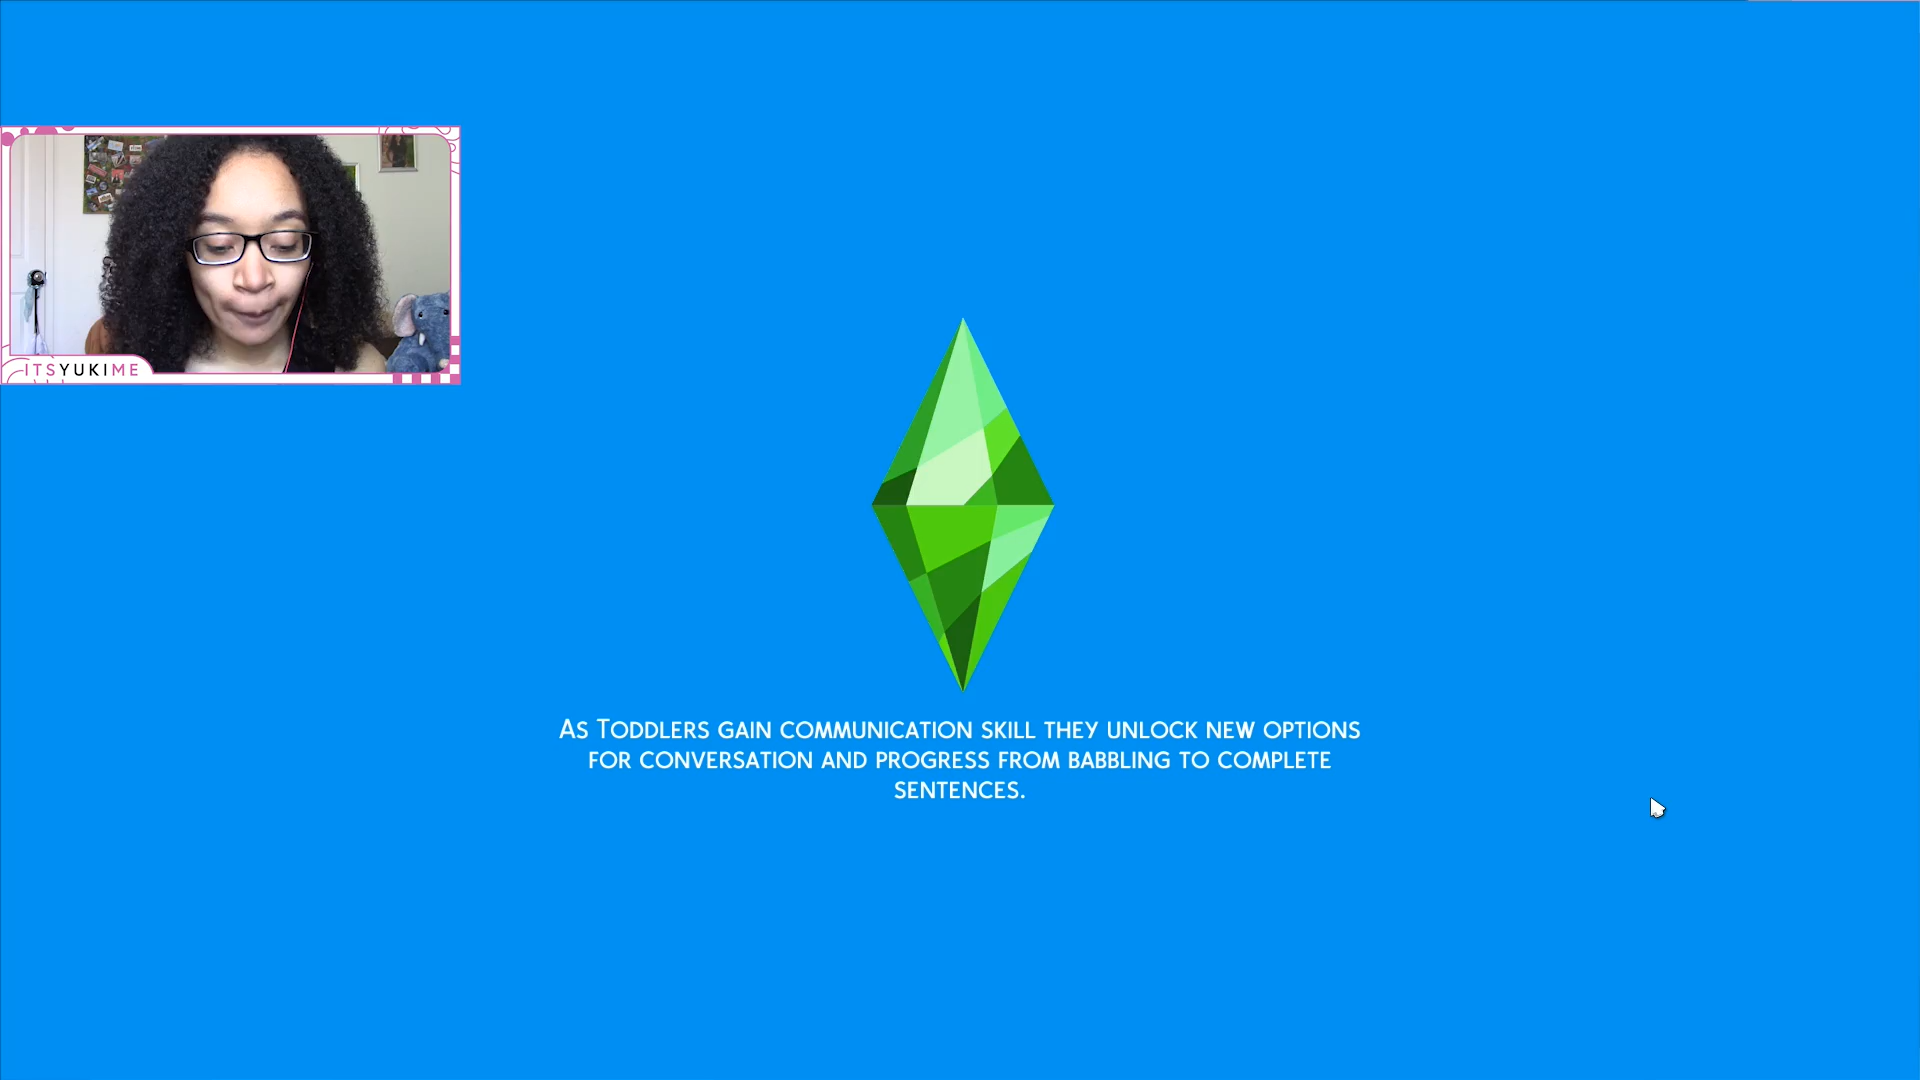 ITSYUKIME
As Toddlers gain communication skill they unlock new options
for conversation and progress from babbling to complete
sentences.